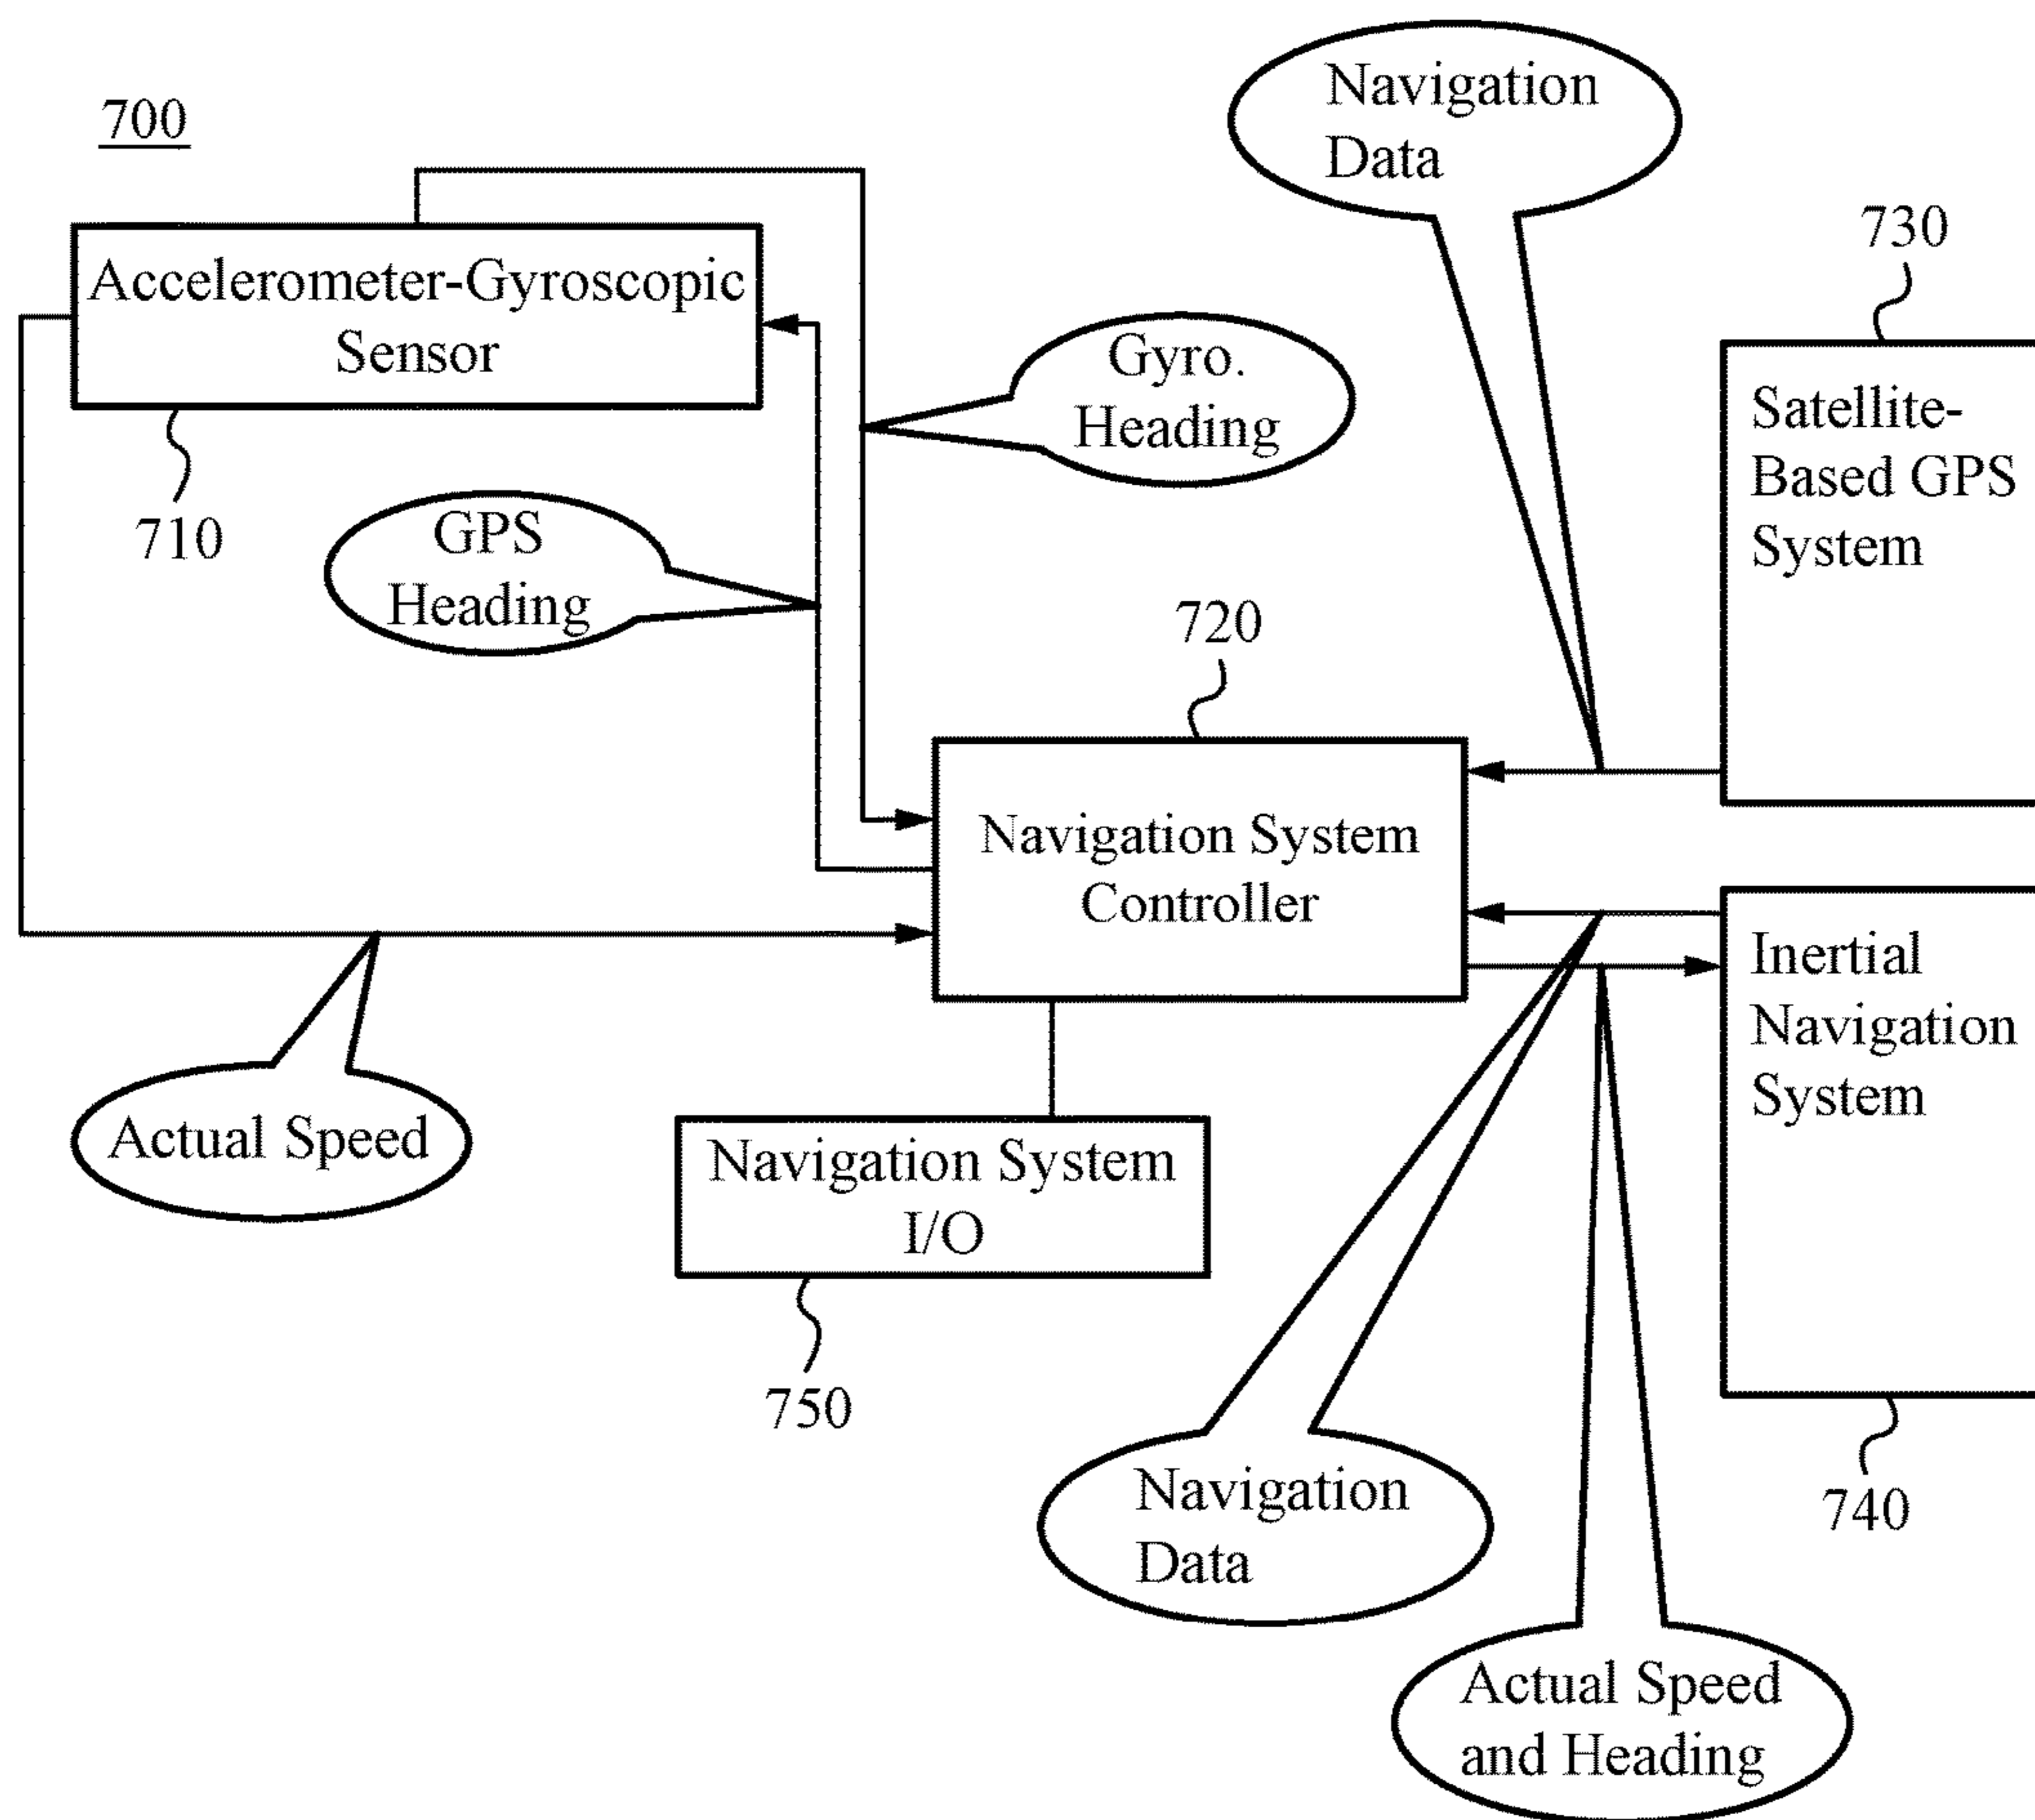 700
Navigation
Data
730
Accelerometer-Gyroscopic
Sensor
710
Gyro.
Heading
GPS
Heading
Satellite-
Based GPS
System
720
Navigation System
Controller
Inertial
Navigation
System
Actual Speed
Navigation System
I/O
750
Navigation
Data
740
Actual Speed
and Heading